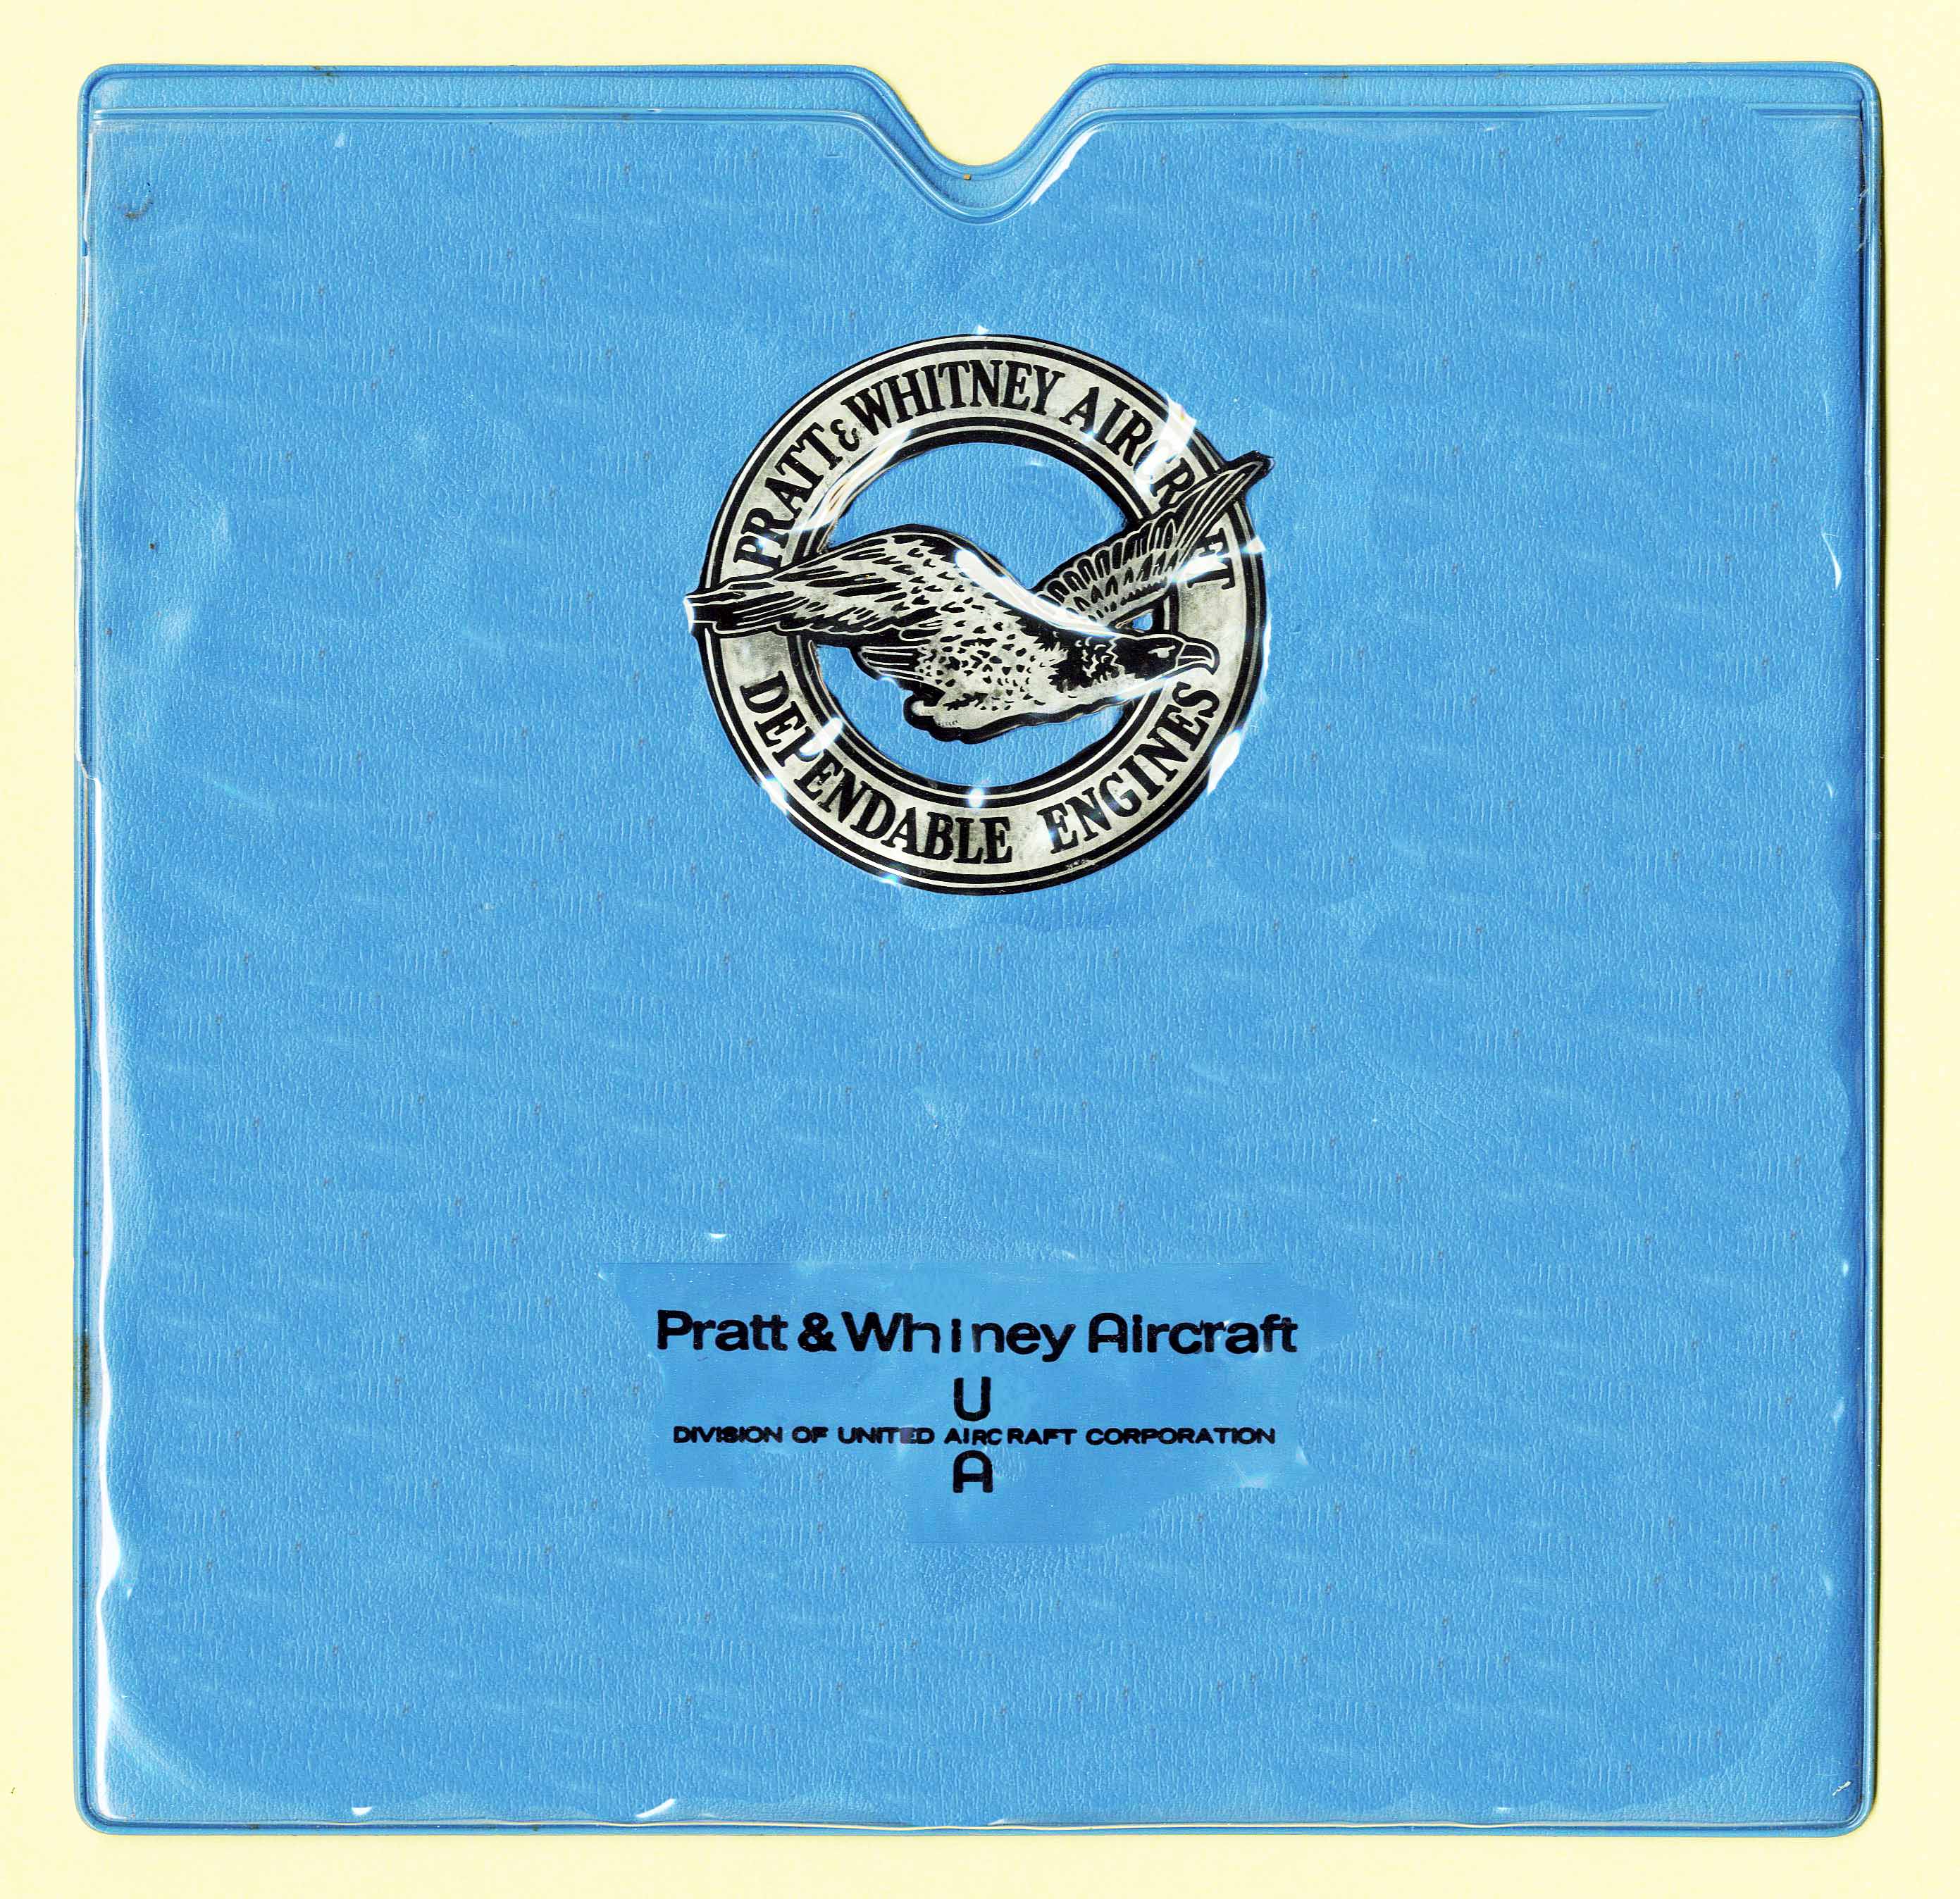 PRATT & WHITNEY AIRCRAFT
DEPENDABLE ENGINES
Pratt & Whiney Aircraft
U
DIVISION OF UNITED AIRCRAFT CORPORATION
A